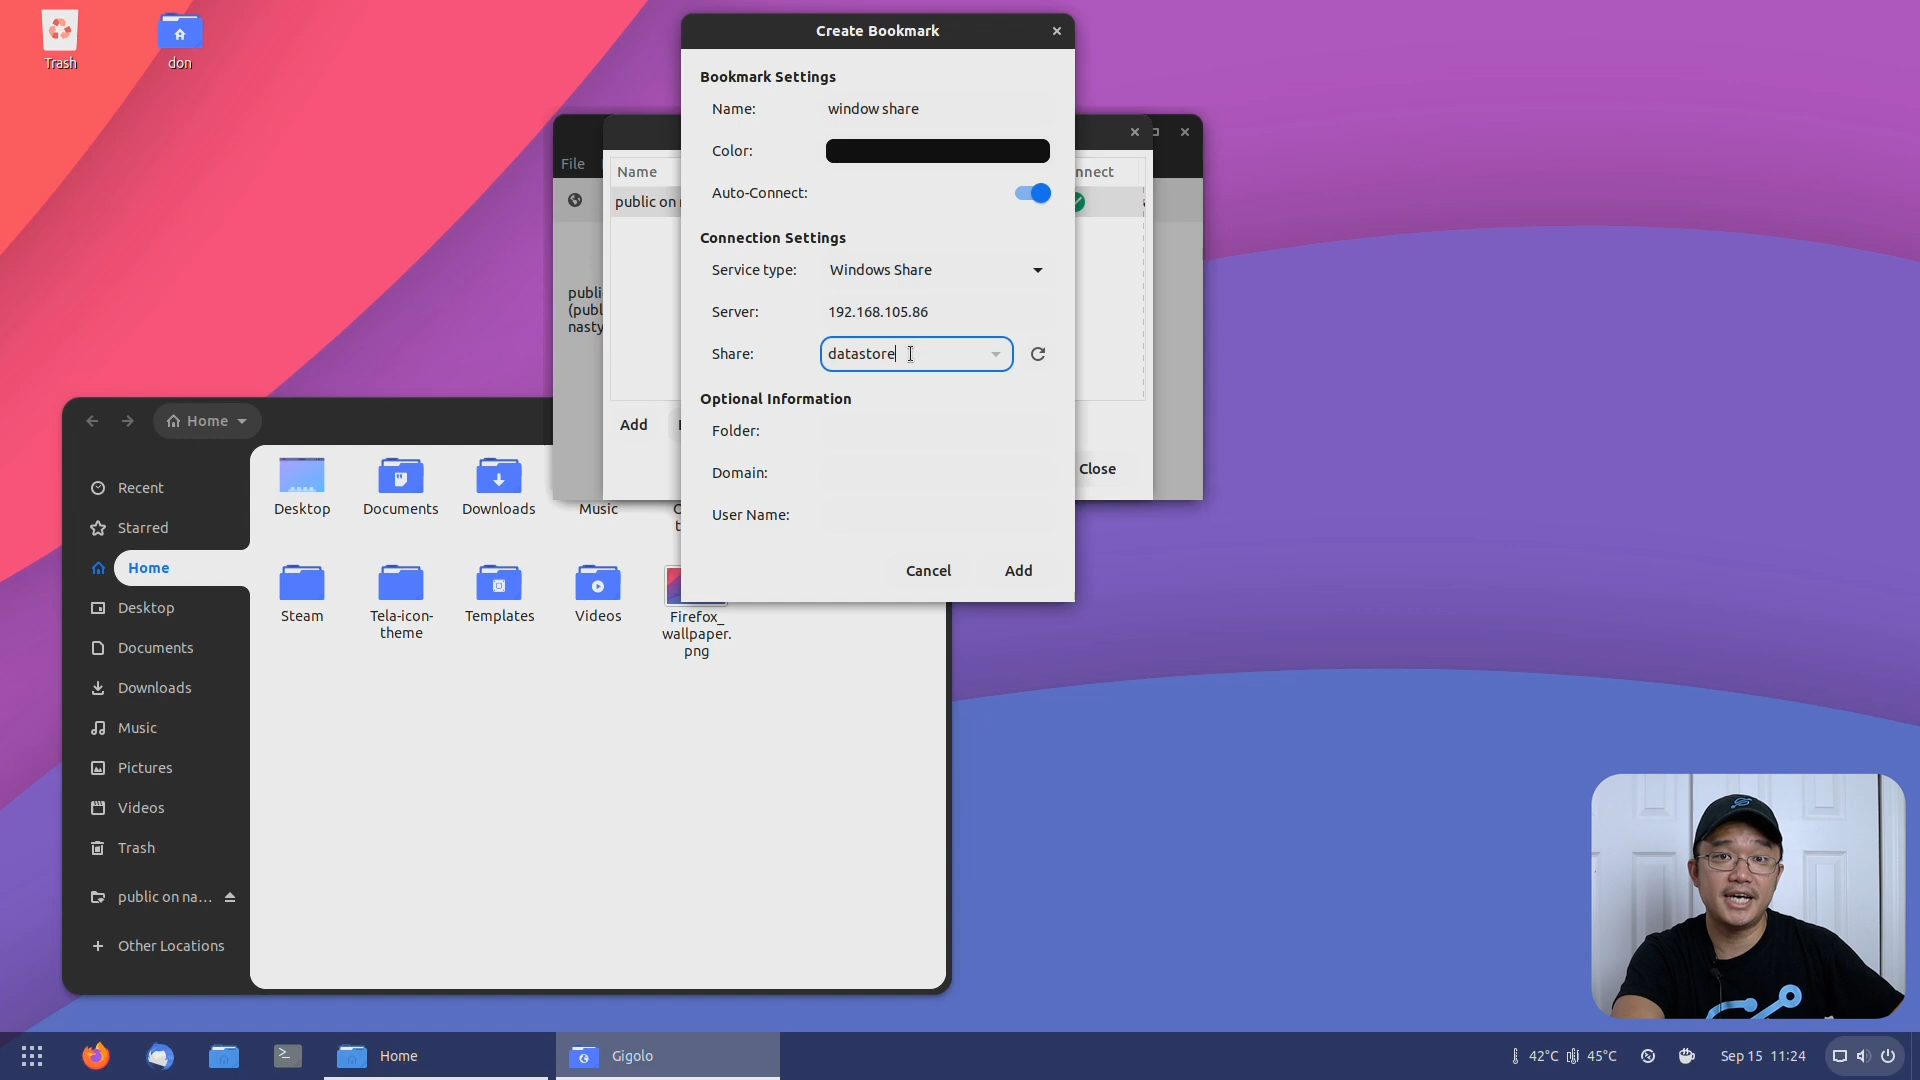 Trash
don
Create Bookmark
Bookmark Settings
Name: window share
Color:
Auto-Connect:
Connection Settings
Service type: Windows Share
Server: 192.168.105.86
Share: datastore
Optional Information
Folder:
Domain:
User Name:
Cancel Add
File
Name
nnect
public on
publi
(publ
nasty
Add
Close
Home
Recent
Starred
Home
Desktop
Documents
Downloads
Music
Pictures
Videos
Trash
public on na...
Other Locations
Desktop Documents Downloads Music
Steam Tela-icon-
theme Templates Videos Firefox_
wallpaper.
png
Home
Gigolo
42°C 45°C Sep 15 11:24